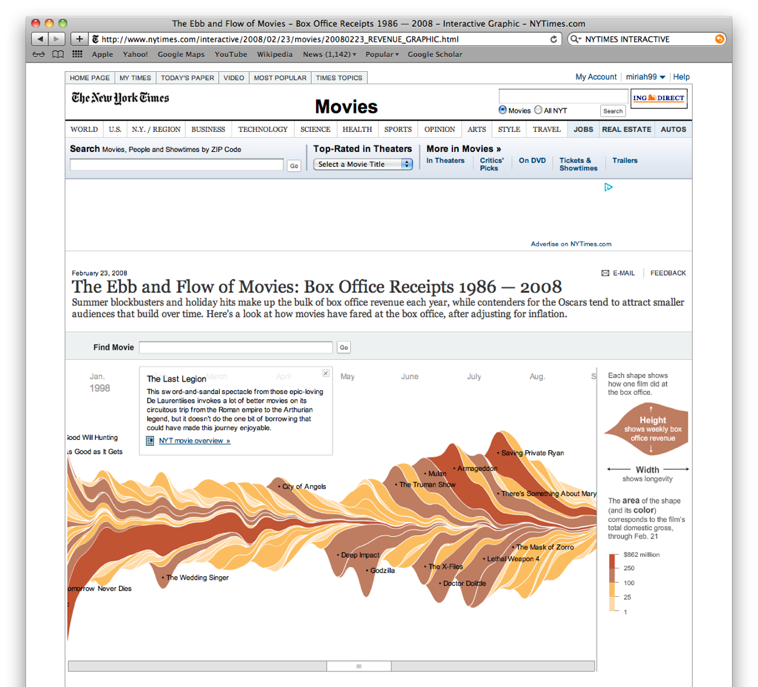 The Ebb and Flow of Movies – Box Office Receipts 1986 — 2008 – Interactive Graphic – NYTimes.com
http://www.nytimes.com/interactive/2008/02/23/movies/20080223_REVENUE_GRAPHIC.html
NYTIMES INTERACTIVE
Apple Yahoo! Google Maps YouTube Wikipedia News (1,142) Popular Google Scholar
HOME PAGE MY TIMES TODAY'S PAPER VIDEO MOST POPULAR TIMES TOPICS
My Account miriah99 Help
The New York Times
Movies
Movies All NYT Search
ING DIRECT
WORLD U.S. N.Y. / REGION BUSINESS TECHNOLOGY SCIENCE HEALTH SPORTS OPINION ARTS STYLE TRAVEL JOBS REAL ESTATE AUTOS
Search Movies, People and Showtimes by ZIP Code
Go
Top-Rated in Theaters
Select a Movie Title
More in Movies »
In Theaters
Critics' Picks
On DVD
Tickets & Showtimes
Trailers
Advertise on NYTimes.com
February 23, 2008
E-MAIL FEEDBACK
The Ebb and Flow of Movies: Box Office Receipts 1986 — 2008
Summer blockbusters and holiday hits make up the bulk of box office revenue each year, while contenders for the Oscars tend to attract smaller
audiences that build over time. Here's a look at how movies have fared at the box office, after adjusting for inflation.
Find Movie Go
Jan. March April May June July Aug. S
1998
The Last Legion
This sword-and-sandal spectacle from those epic-loving
De Laurentiises invokes a lot of better movies on its
circuitous trip from the Roman empire to the Arthurian
legend, but it doesn't do the one bit of borrowing that
could have made this journey enjoyable.
NYT movie overview »
Good Will Hunting
As Good as It Gets
City of Angels
Mulan
The Truman Show
Armageddon
Saving Private Ryan
There's Something About Mary
Deep Impact
Godzilla
The X-Files
Doctor Dolittle
Lethal Weapon 4
The Mask of Zorro
The Wedding Singer
omorrow Never Dies
Each shape shows
how one film did at
the box office.
Height
shows weekly box
office revenue
Width
shows longevity
The area of the shape
(and its color)
corresponds to the film's
total domestic gross,
through Feb. 21
$862 million
250
100
25
1